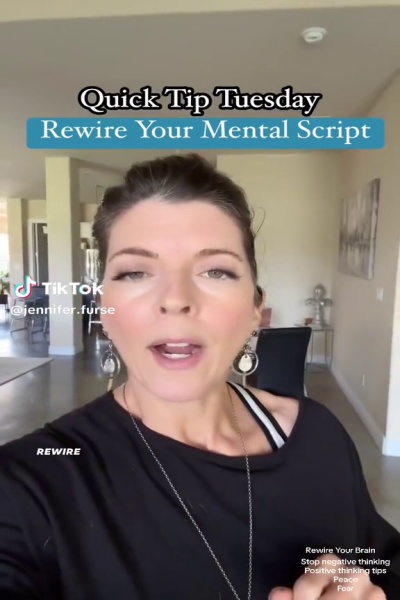 Quick Tip Tuesday
Rewire Your Mental Script
TikTok
@jennifer.furse
REWIRE
Rewire Your Brain
Stop negative thinking
Positive thinking tips
Peace
Fear